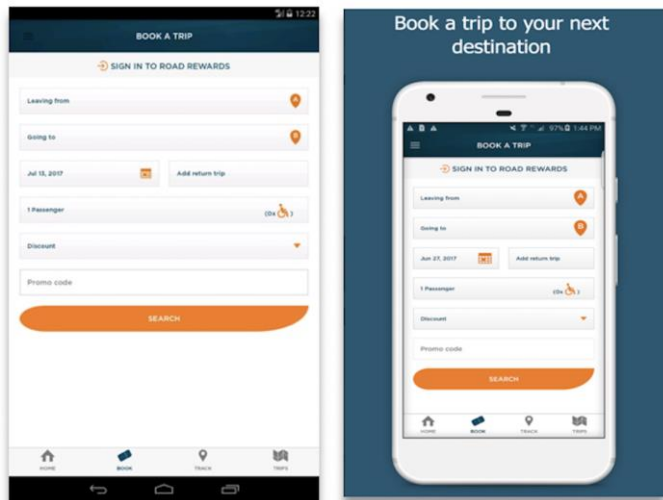 12:22
BOOK A TRIP
SIGN IN TO ROAD REWARDS
Leaving from
A
Going to
B
Jul 13, 2017
Add return trip
1 Passenger
(0x )
Discount
Promo code
SEARCH
HOME
BOOK
TRACK
TRIPS
Book a trip to your next
destination
97% 1:44 PM
BOOK A TRIP
SIGN IN TO ROAD REWARDS
Leaving from
A
Going to
B
Jun 27, 2017
Add return trip
1 Passenger
(0x )
Discount
Promo code
SEARCH
HOME
BOOK
TRACK
TRIPS